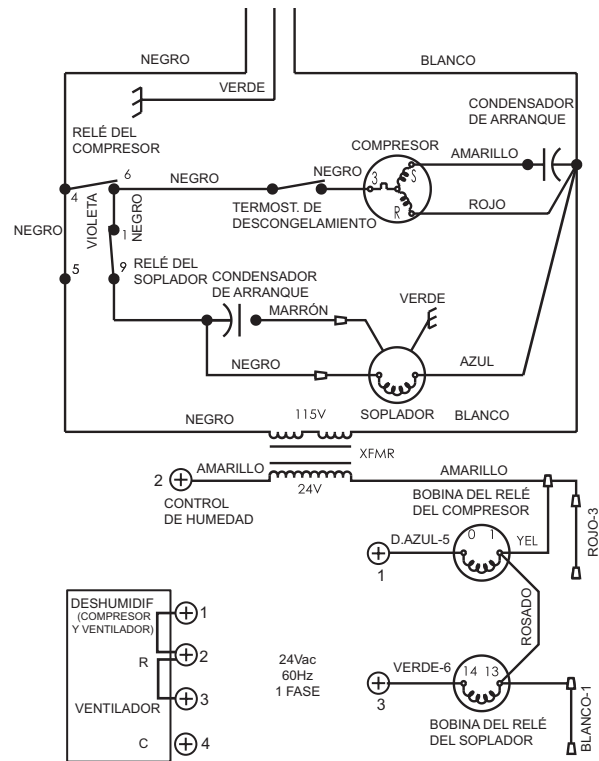 NEGRO
BLANCO
VERDE
CONDENSADOR
DE ARRANQUE
RELÉ DEL
COMPRESOR
COMPRESOR
AMARILLO
6
NEGRO
NEGRO
3
S
R
4
TERMOST. DE
DESCONGELAMIENTO
ROJO
NEGRO
VIOLETA
NEGRO
1
5
9
RELÉ DEL
SOPLADOR
CONDENSADOR
DE ARRANQUE
MARRÓN
VERDE
NEGRO
AZUL
SOPLADOR
NEGRO
115V
BLANCO
XFMR
2
AMARILLO
24V
AMARILLO
CONTROL
DE HUMEDAD
BOBINA DEL RELÉ
DEL COMPRESOR
ROJO-3
D.AZUL-5
0
1
YEL
1
ROSADO
DESHUMIDIF
(COMPRESOR
Y VENTILADOR)
1
R
2
VENTILADOR
3
C
4
24Vac
60Hz
1 FASE
VERDE-6
14
13
3
BOBINA DEL RELÉ
DEL SOPLADOR
BLANCO-1